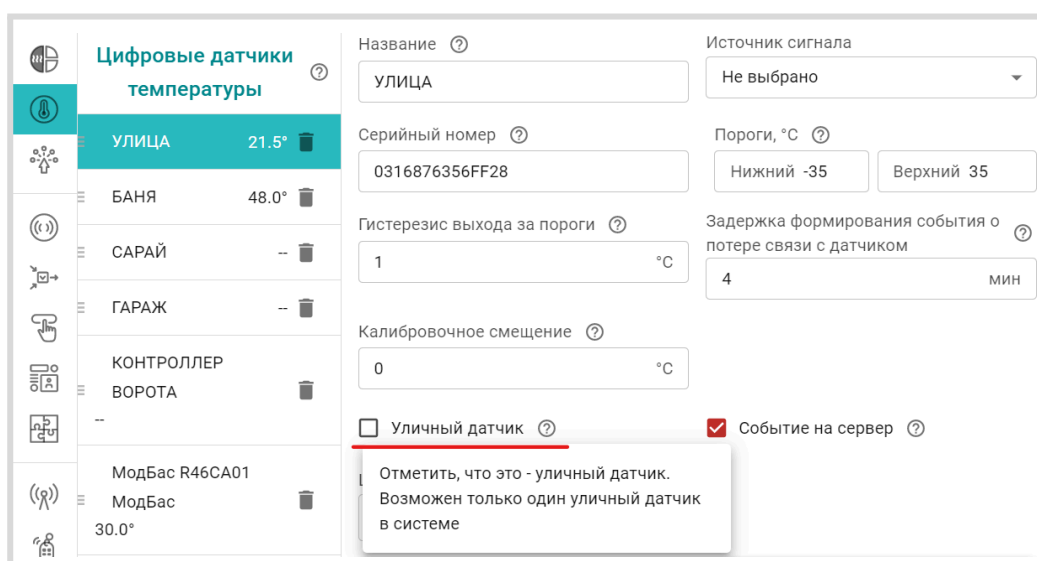 Цифровые датчики
температуры
УЛИЦА 21.5°
БАНЯ 48.0°
САРАЙ --
ГАРАЖ --
КОНТРОЛЛЕР
ВОРОТА
--
МодБас R46CA01
МодБас
30.0°
Название
УЛИЦА
Источник сигнала
Не выбрано
Серийный номер
0316876356FF28
Пороги, °C
Нижний -35
Верхний 35
Гистерезис выхода за пороги
1 °C
Задержка формирования события о
потере связи с датчиком
4 мин
Калибровочное смещение
0 °C
Уличный датчик
Событие на сервер
Отметить, что это - уличный датчик.
Возможен только один уличный датчик
в системе